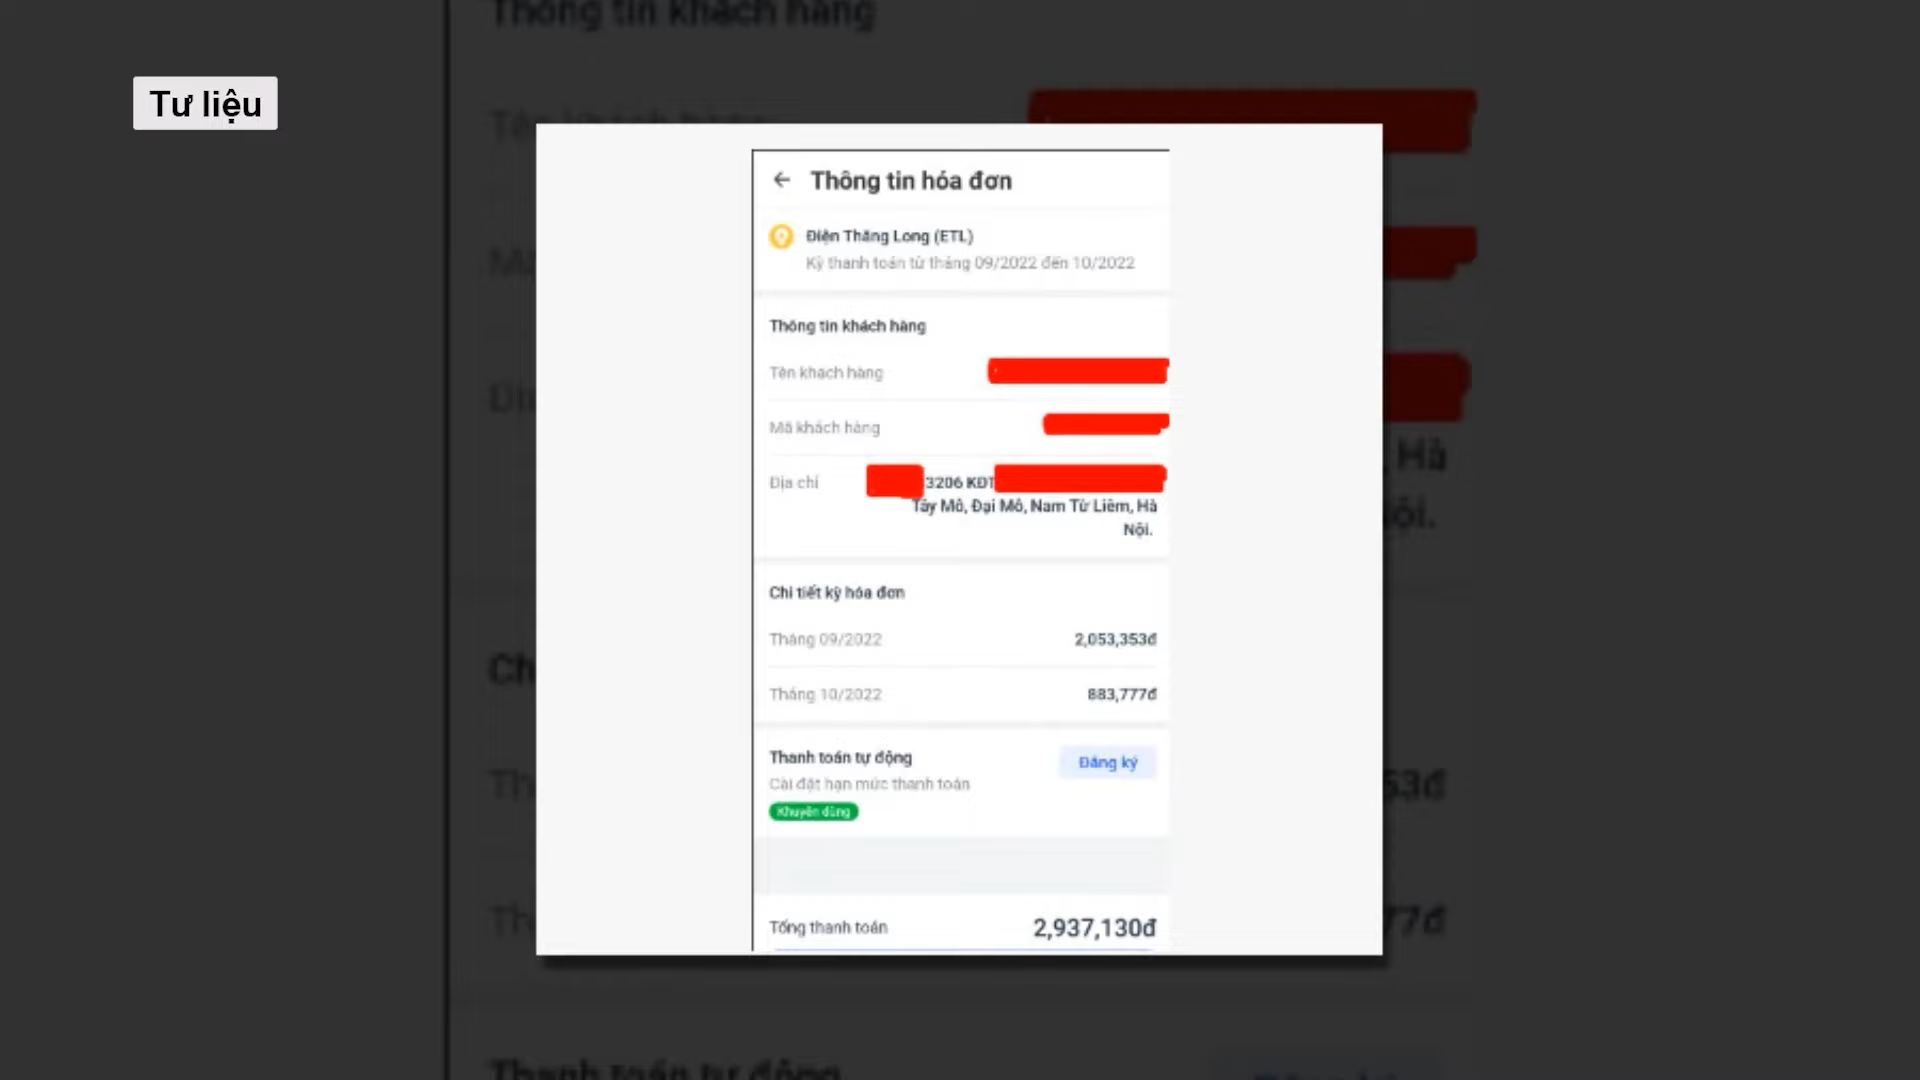 Tư liệu
Thông tin hóa đơn
Điện Thăng Long (ETL)
Kỳ thanh toán từ tháng 09/2022 đến 10/2022
Thông tin khách hàng
Tên khách hàng
Mã khách hàng
Địa chỉ
3206 KĐT
Tây Mỗ, Đại Mỗ, Nam Từ Liêm, Hà
Nội.
Chi tiết kỳ hóa đơn
Tháng 09/2022
2,053,353đ
Tháng 10/2022
883,777đ
Thanh toán tự động
Đăng ký
Cài đặt hạn mức thanh toán
Khuyên dùng
Tổng thanh toán
2,937,130đ